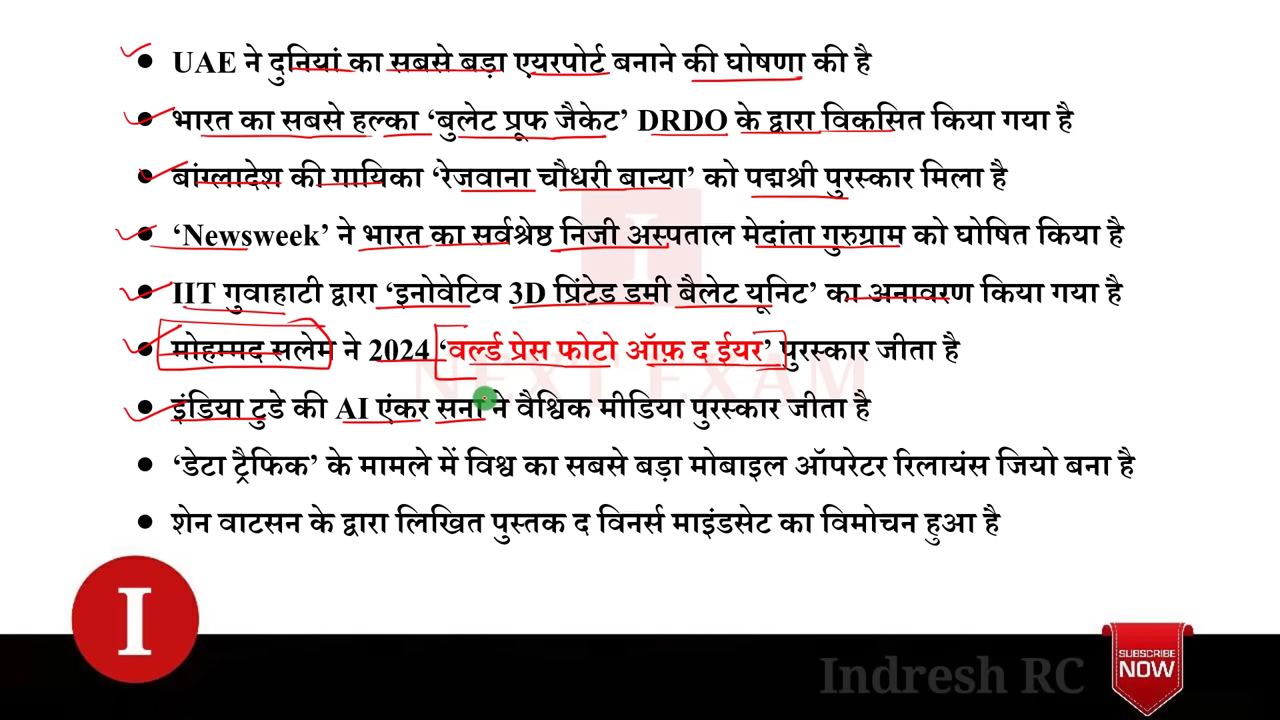 • UAE ने दुनियां का सबसे बड़ा एयरपोर्ट बनाने की घोषणा की है
• भारत का सबसे हल्का ‘बुलेट प्रूफ जैकेट’ DRDO के द्वारा विकसित किया गया है
• बांग्लादेश की गायिका ‘रेजवाना चौधरी बान्या’ को पद्मश्री पुरस्कार मिला है
• ‘Newsweek’ ने भारत का सर्वश्रेष्ठ निजी अस्पताल मेदांता गुरुग्राम को घोषित किया है
• IIT गुवाहाटी द्वारा ‘इनोवेटिव 3D प्रिंटेड डमी बैलेट यूनिट’ का अनावरण किया गया है
• मोहम्मद सलेम ने 2024 ‘वर्ल्ड प्रेस फोटो ऑफ़ द ईयर’ पुरस्कार जीता है
NEXT EXAM
• इंडिया टुडे की AI एंकर सना ने वैश्विक मीडिया पुरस्कार जीता है
• ‘डेटा ट्रैफिक’ के मामले में विश्व का सबसे बड़ा मोबाइल ऑपरेटर रिलायंस जियो बना है
• शेन वाटसन के द्वारा लिखित पुस्तक द विनर्स माइंडसेट का विमोचन हुआ है
I
Indresh RC
SUBSCRIBE
NOW